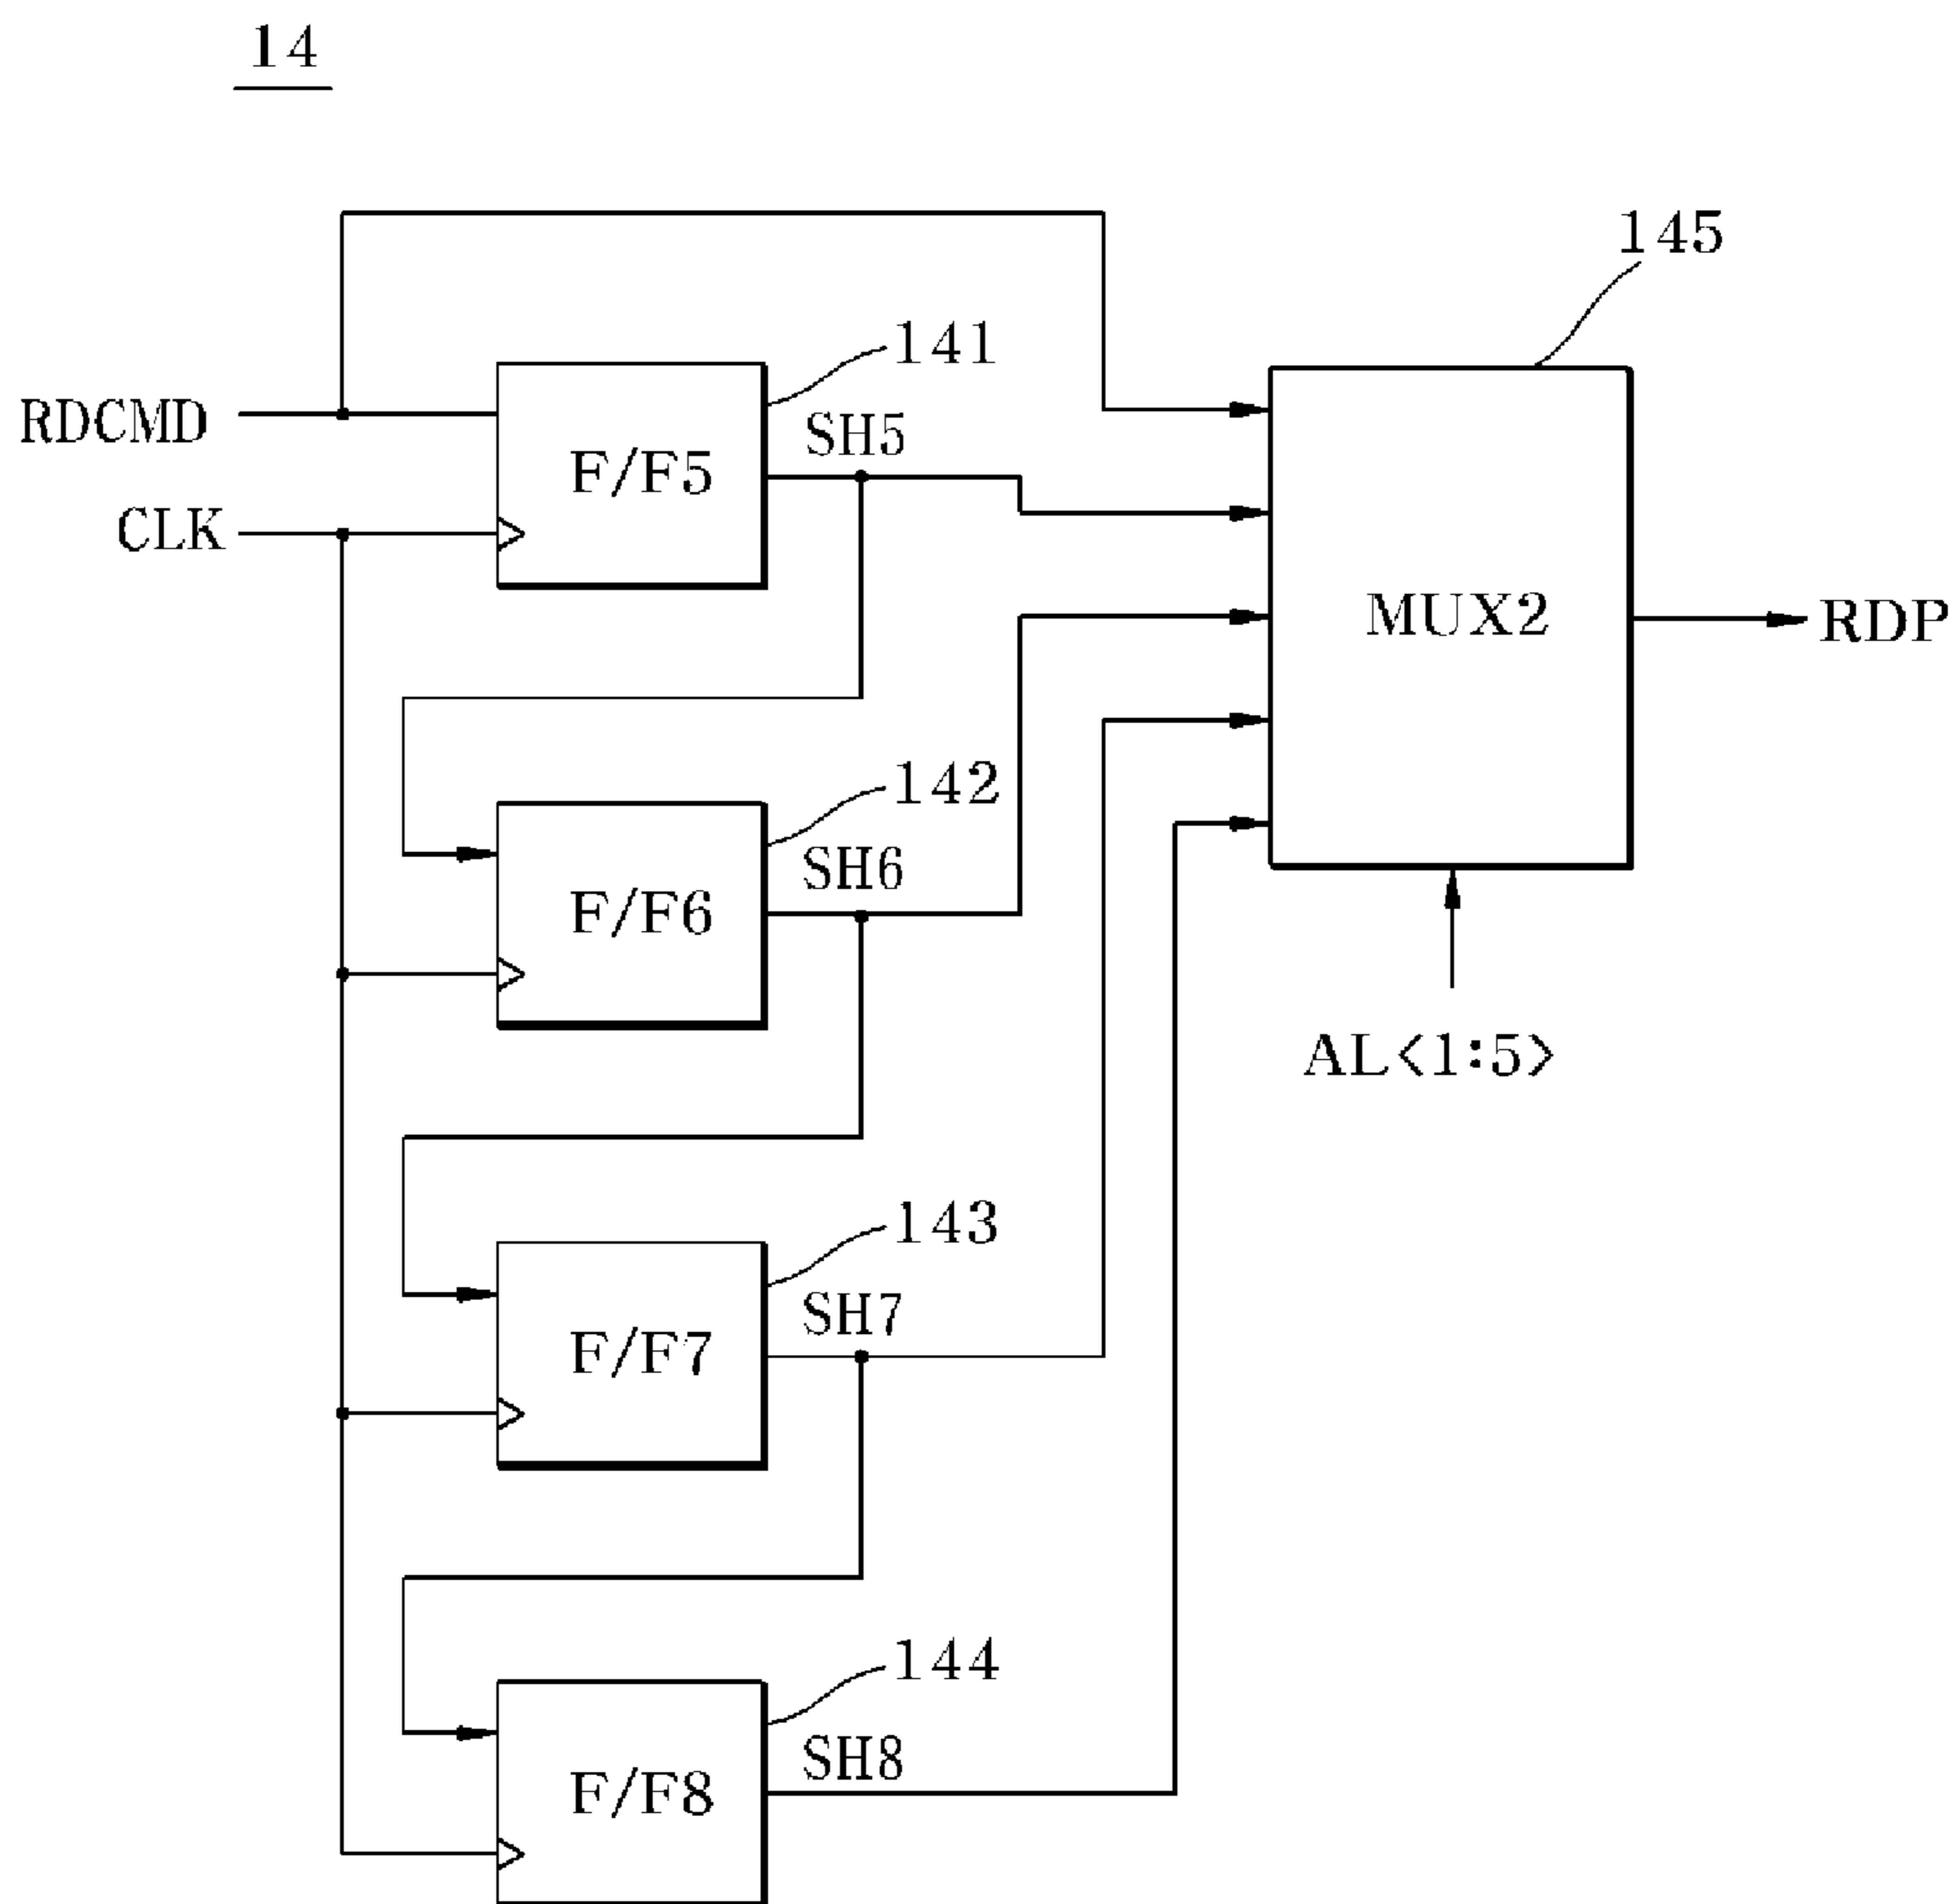 14
145
141
RDCMD
SH5
F/F5
CLK
MUX2
RDP
142
SH6
F/F6
AL<1:5>
143
SH7
F/F7
144
SH8
F/F8